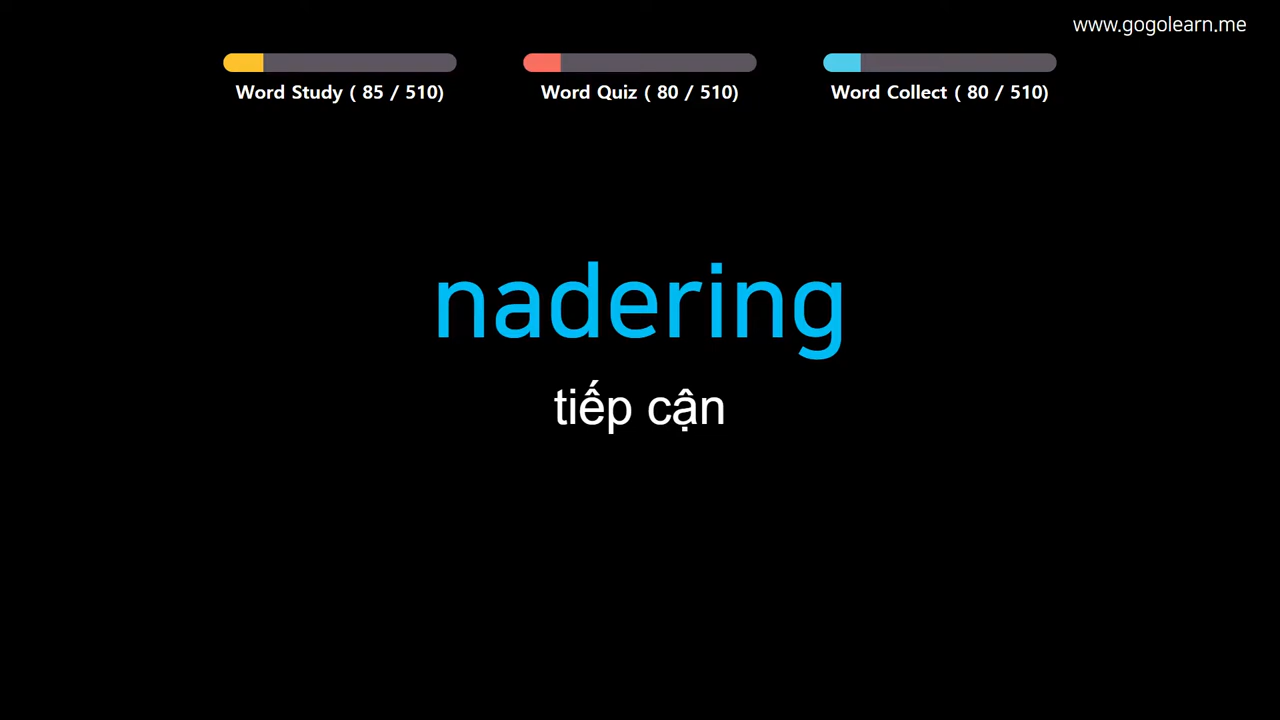 www.gogolearn.me
Word Study ( 85 / 510)
Word Quiz ( 80 / 510)
Word Collect ( 80 / 510)
nadering
tiếp cận